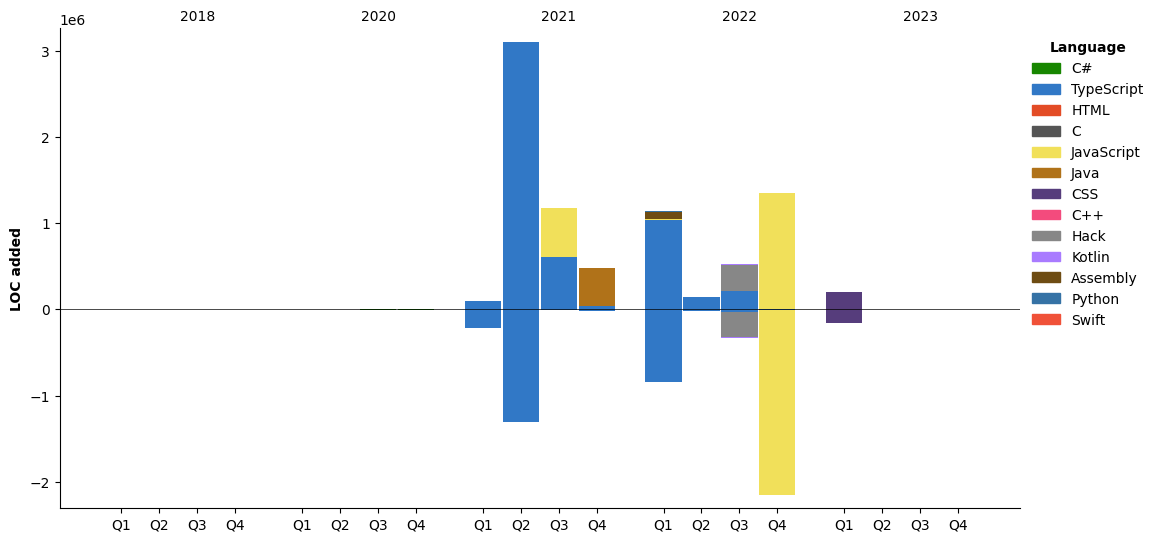 1e6
2018 2020 2021 2022 2023
3
2
1
0
−1
−2
LOC added
Q1 Q2 Q3 Q4 Q1 Q2 Q3 Q4 Q1 Q2 Q3 Q4 Q1 Q2 Q3 Q4 Q1 Q2 Q3 Q4
Language
C#
TypeScript
HTML
C
JavaScript
Java
CSS
C++
Hack
Kotlin
Assembly
Python
Swift